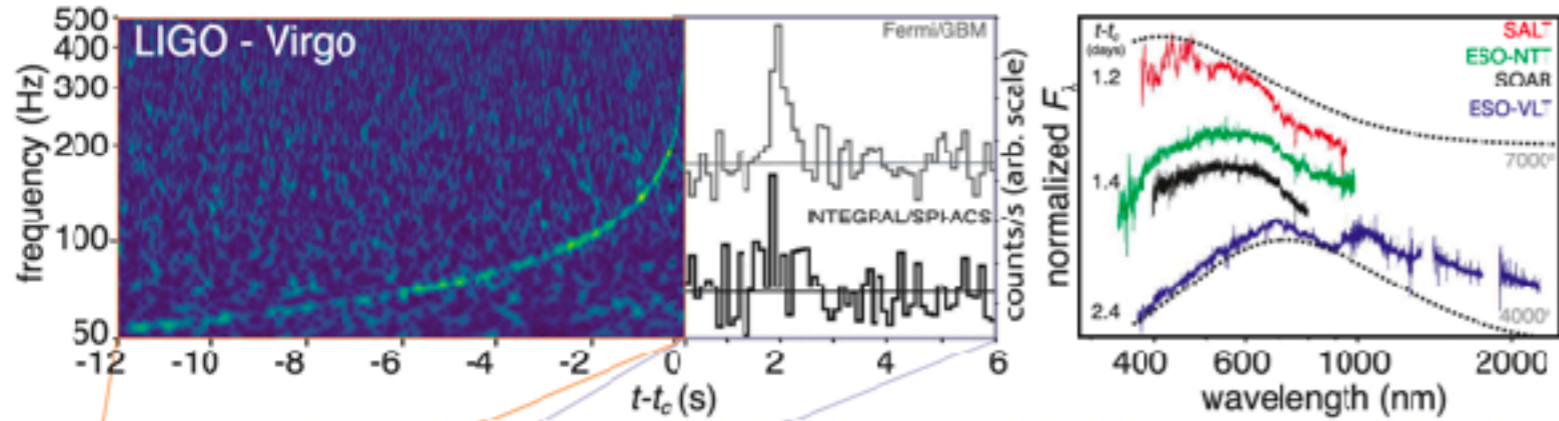 LIGO - Virgo
frequency (Hz)
500
400
300
200
100
50
-12
-10
-8
-6
-4
-2
0
2
4
6
t-tc (s)
Fermi/GBM
INTEGRAL/SPI-ACS
counts/s (arb. scale)
normalized Fλ
t-tc
(days)
1.2
1.4
2.4
SALT
ESO-NTT
SOAR
ESO-VLT
7000°
4000°
400
600
1000
2000
wavelength (nm)